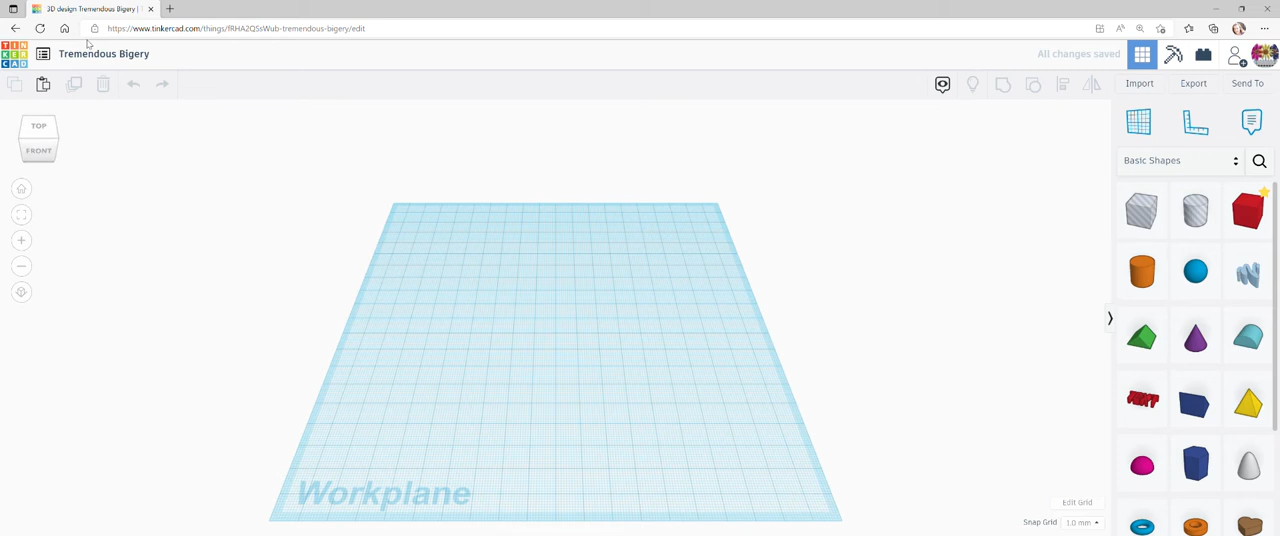 3D design Tremendous Bigery | T
https://www.tinkercad.com/things/fRHA2QSsWub-tremendous-bigery/edit
TIN
KER
CAD
Tremendous Bigery
All changes saved
Import
Export
Send To
TOP
FRONT
Basic Shapes
TEXT
Workplane
Edit Grid
Snap Grid
1.0 mm